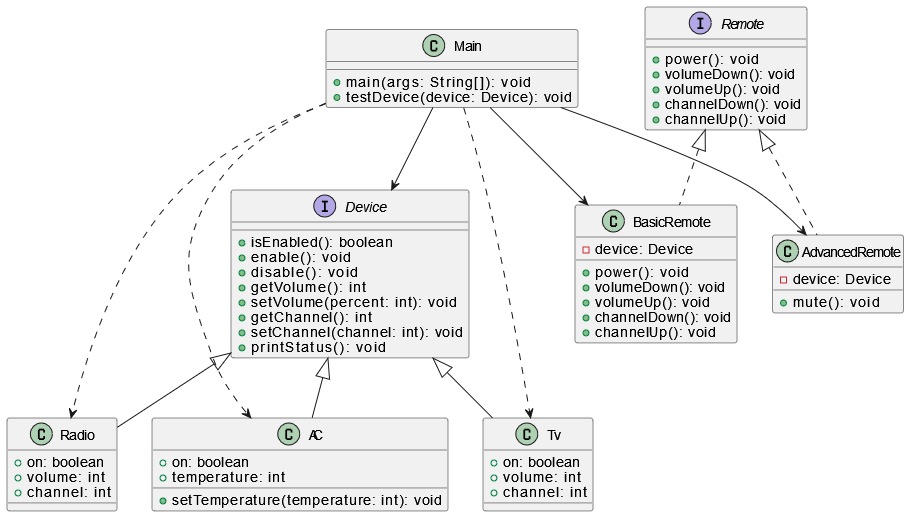 C Main
main(args: String[]): void
testDevice(device: Device): void
I Remote
power(): void
volumeDown(): void
volumeUp(): void
channelDown(): void
channelUp(): void
I Device
isEnabled(): boolean
enable(): void
disable(): void
getVolume(): int
setVolume(percent: int): void
getChannel(): int
setChannel(channel: int): void
printStatus(): void
C BasicRemote
device: Device
power(): void
volumeDown(): void
volumeUp(): void
channelDown(): void
channelUp(): void
C AdvancedRemote
device: Device
mute(): void
C Radio
on: boolean
volume: int
channel: int
C AC
on: boolean
temperature: int
setTemperature(temperature: int): void
C Tv
on: boolean
volume: int
channel: int